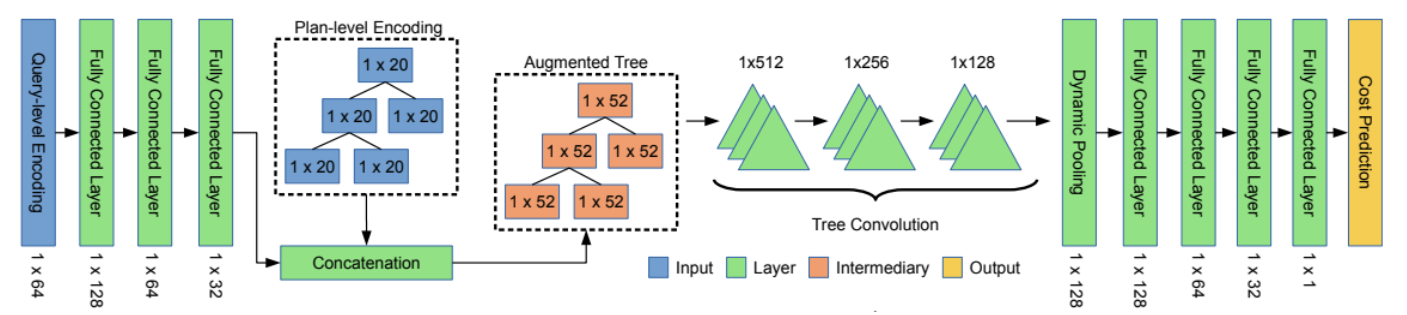 Query-level Encoding
1 x 64
Fully Connected Layer
1 x 128
Fully Connected Layer
1 x 64
Fully Connected Layer
1 x 32
Plan-level Encoding
1 x 20
1 x 20
1 x 20
1 x 20
1 x 20
Concatenation
Augmented Tree
1 x 52
1 x 52
1 x 52
1 x 52
1 x 52
1x512
1x256
1x128
Tree Convolution
Input
Layer
Intermediary
Output
Dynamic Pooling
1 x 128
Fully Connected Layer
1 x 128
Fully Connected Layer
1 x 64
Fully Connected Layer
1 x 32
Fully Connected Layer
1 x 1
Cost Prediction